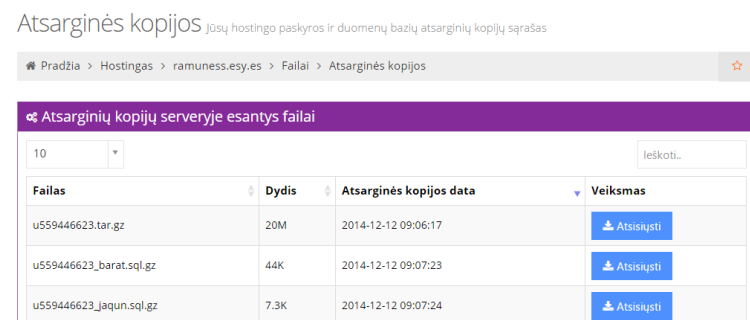 Atsarginės kopijos Jūsų hostingo paskyros ir duomenų bazių atsarginių kopijų sąrašas
Pradžia > Hostingas > ramuness.esy.es > Failai > Atsarginės kopijos
Atsarginių kopijų serveryje esantys failai
10 Ieškoti..
Failas Dydis Atsarginės kopijos data Veiksmas
u559446623.tar.gz 20M 2014-12-12 09:06:17 Atsisiųsti
u559446623_barat.sql.gz 44K 2014-12-12 09:07:23 Atsisiųsti
u559446623_jaqun.sql.gz 7.3K 2014-12-12 09:07:24 Atsisiųsti